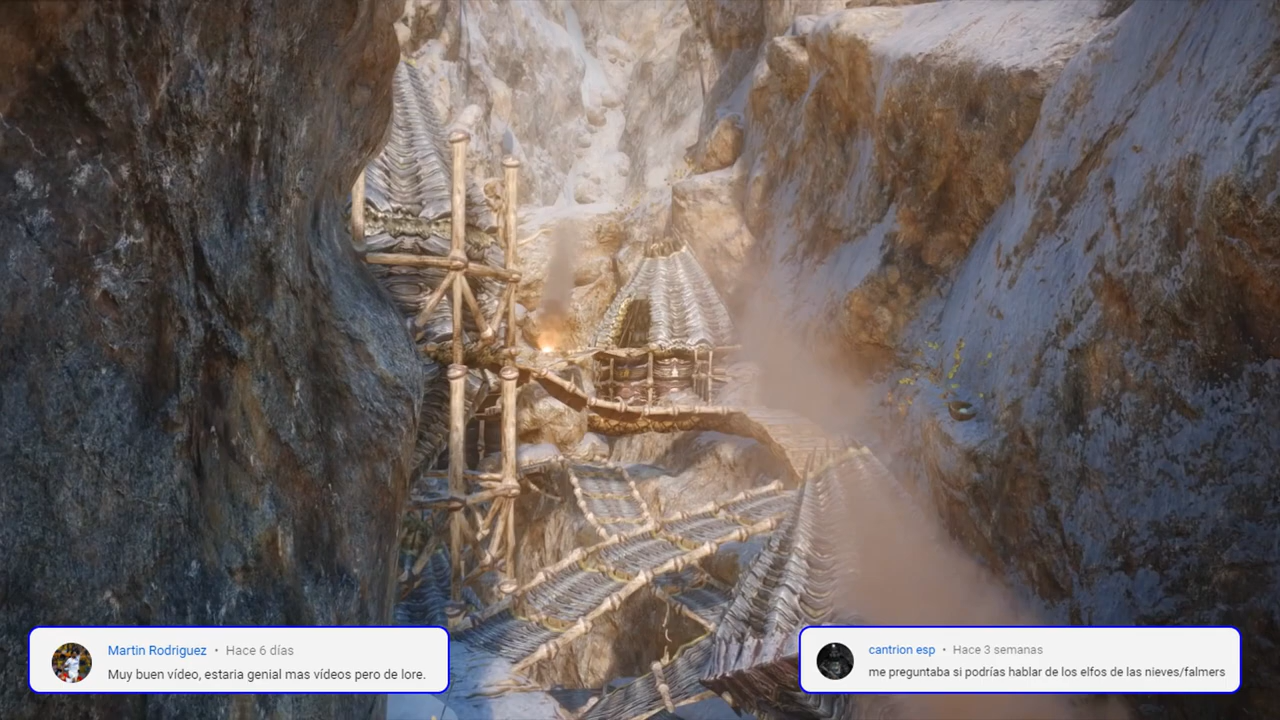 Martin Rodriguez • Hace 6 días
Muy buen vídeo, estaria genial mas vídeos pero de lore.
cantrion esp • Hace 3 semanas
me preguntaba si podrías hablar de los elfos de las nieves/falmers